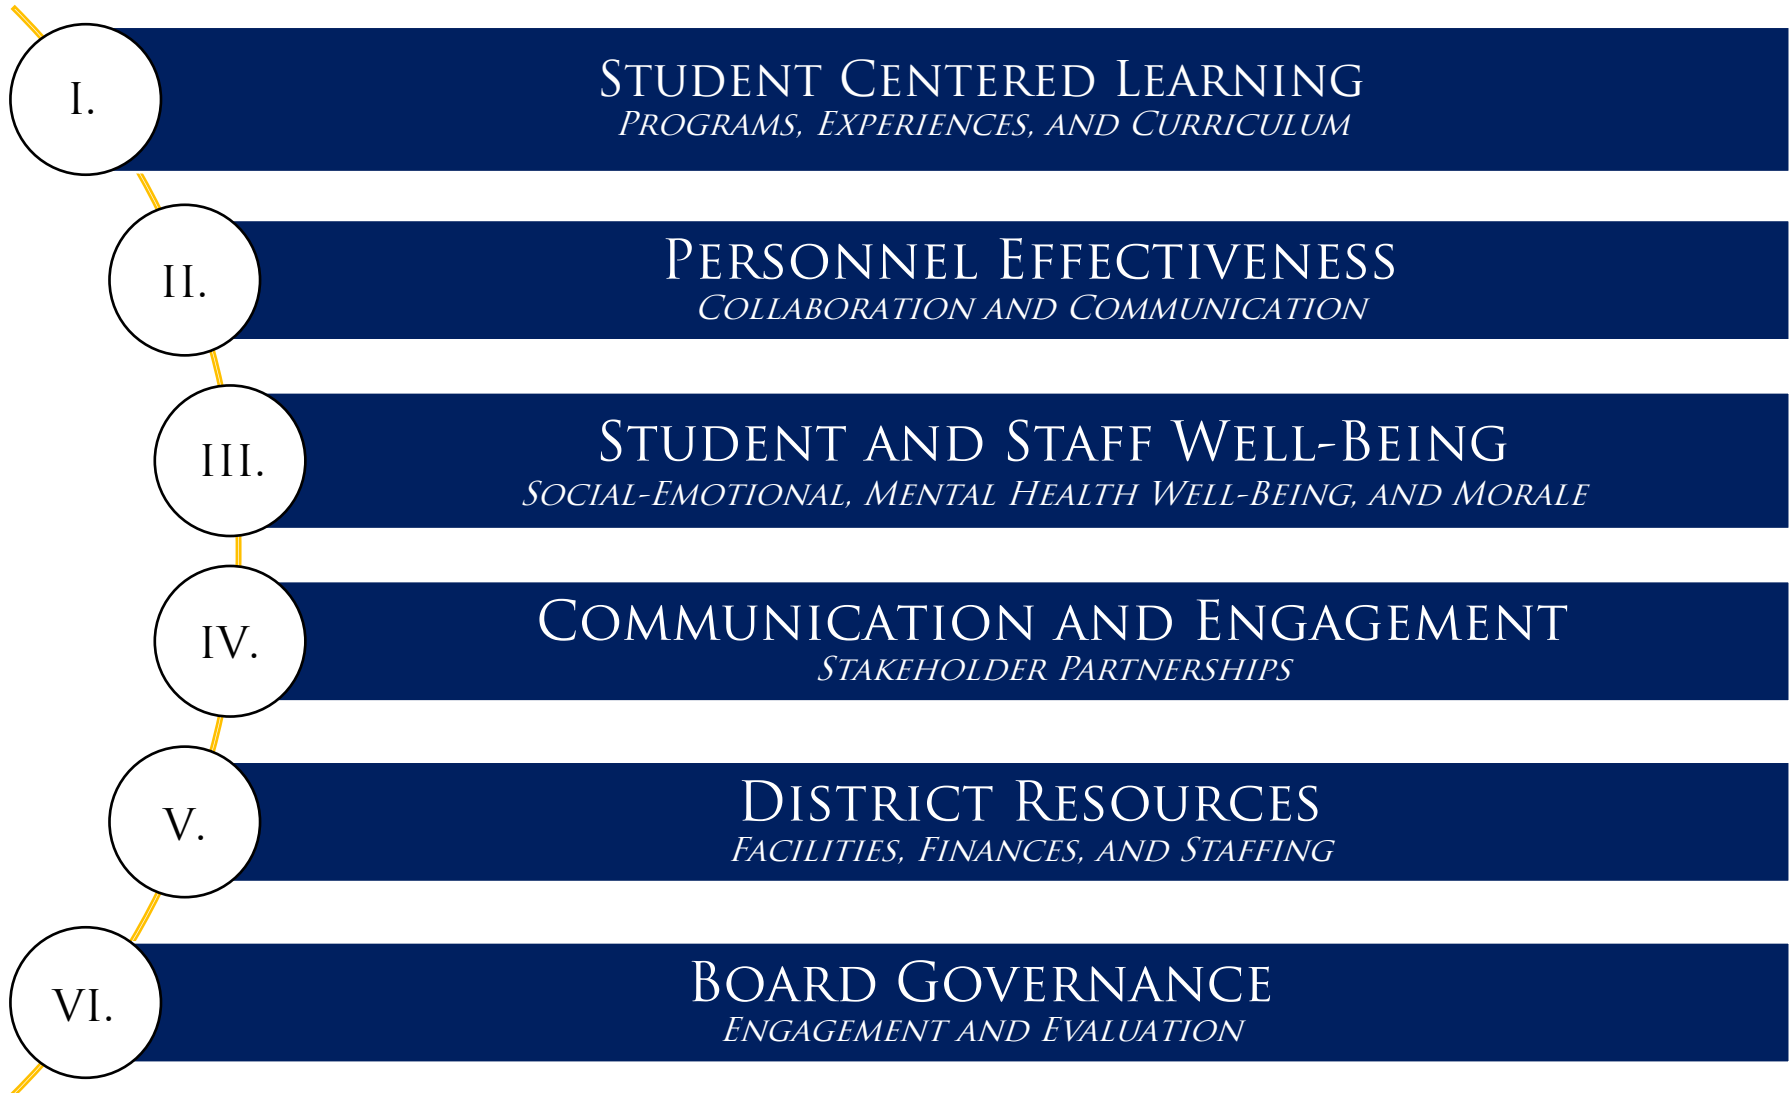 I.
Student Centered Learning
Programs, Experiences, and Curriculum
II.
Personnel Effectiveness
Collaboration and Communication
III.
Student and Staff Well-Being
Social-Emotional, Mental Health Well-Being, and Morale
IV.
Communication and Engagement
Stakeholder Partnerships
V.
District Resources
Facilities, Finances, and Staffing
VI.
Board Governance
Engagement and Evaluation